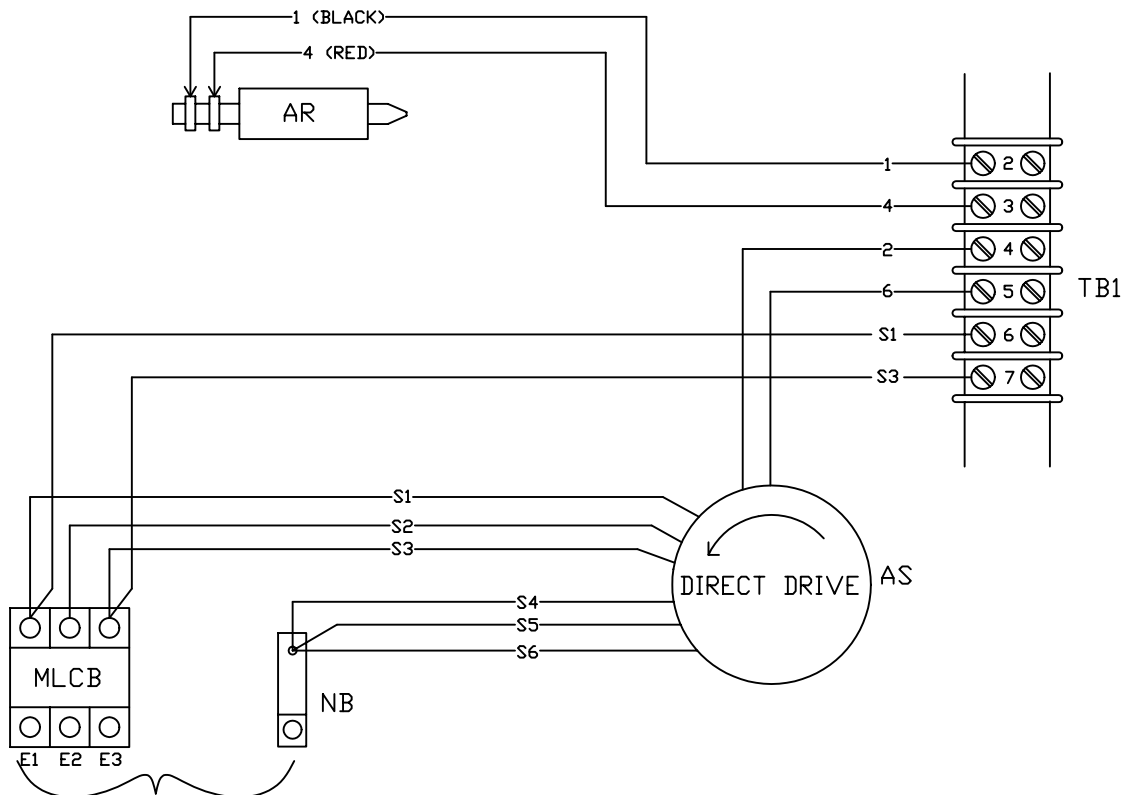 1 (BLACK)
4 (RED)
AR
1
2
4
3
2
4
6
5
TB1
S1
6
S3
7
S1
S2
S3
DIRECT DRIVE
AS
S4
S5
S6
MLCB
NB
E1 E2 E3